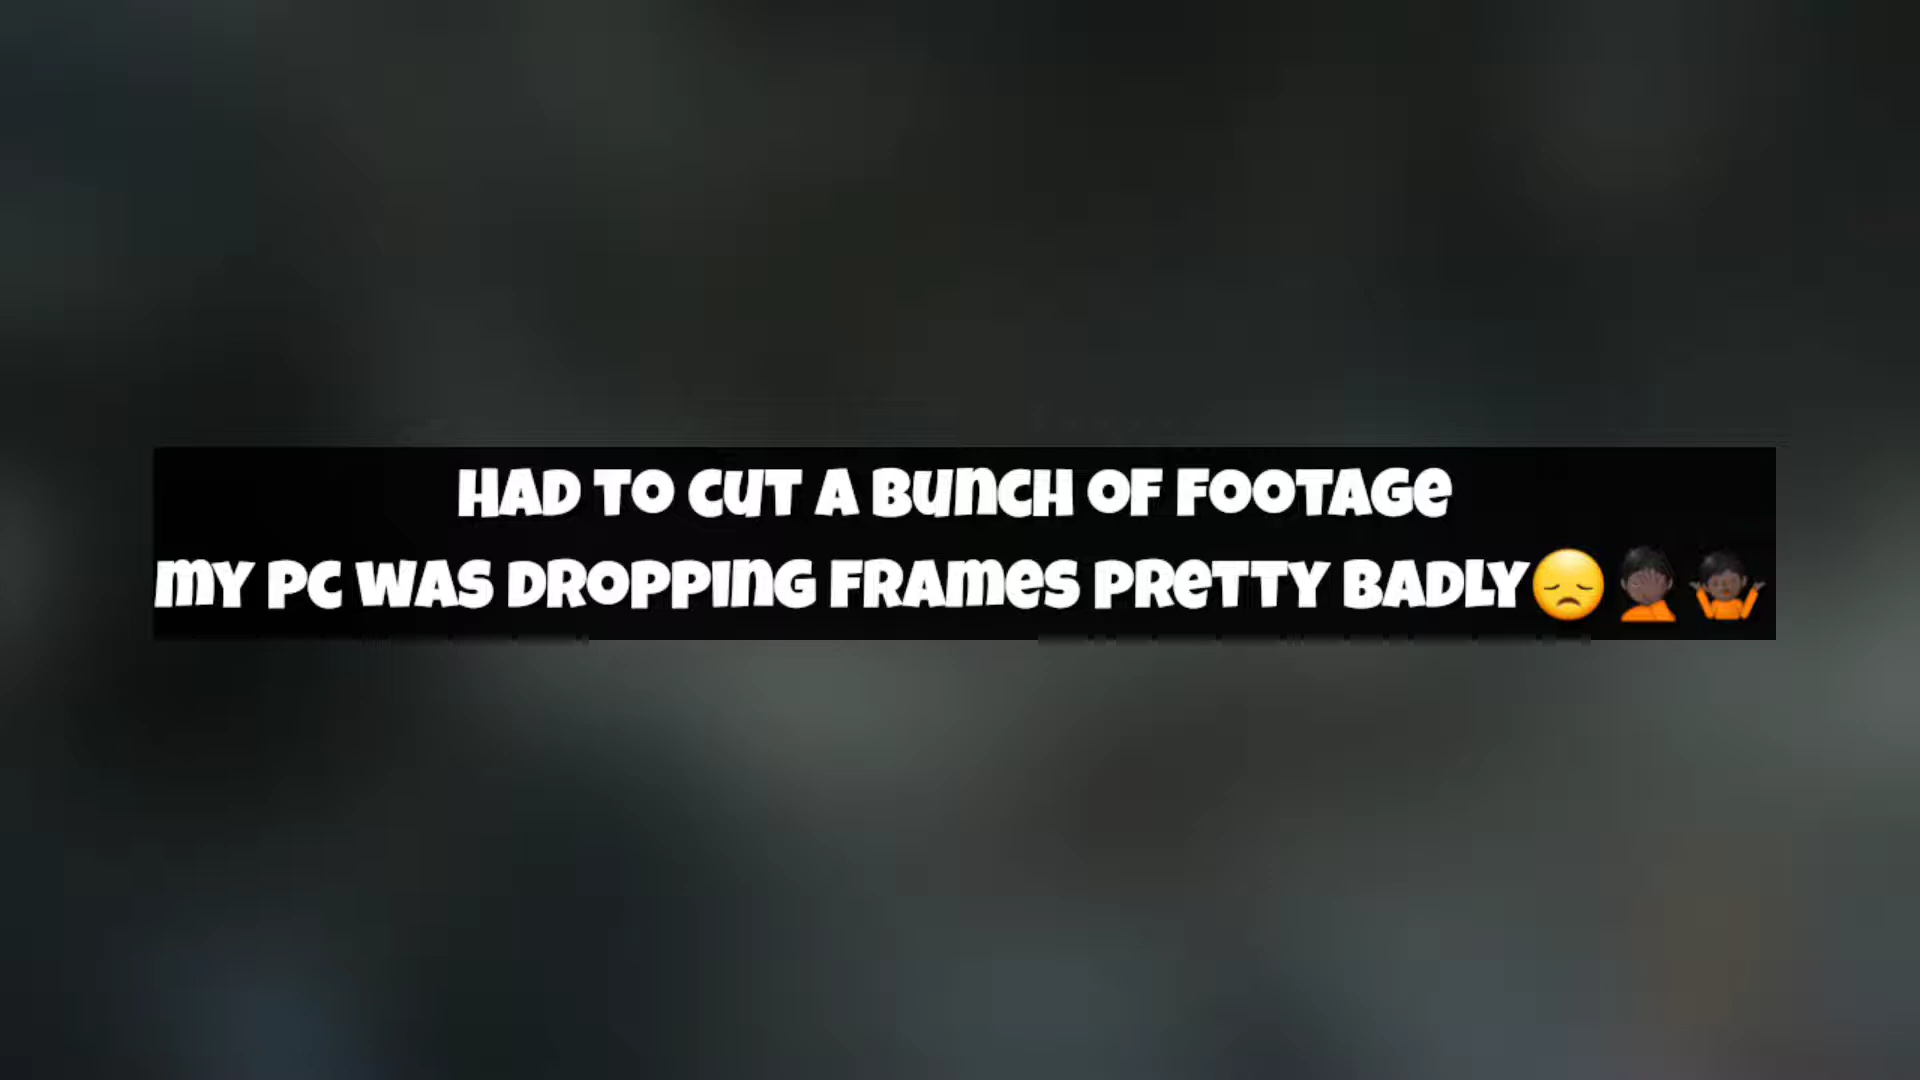 HAD TO CUT A BUNCH OF FOOTAGE
MY PC WAS DROPPING FRAMES PRETTY BADLY😞🤦🏿🤷🏿